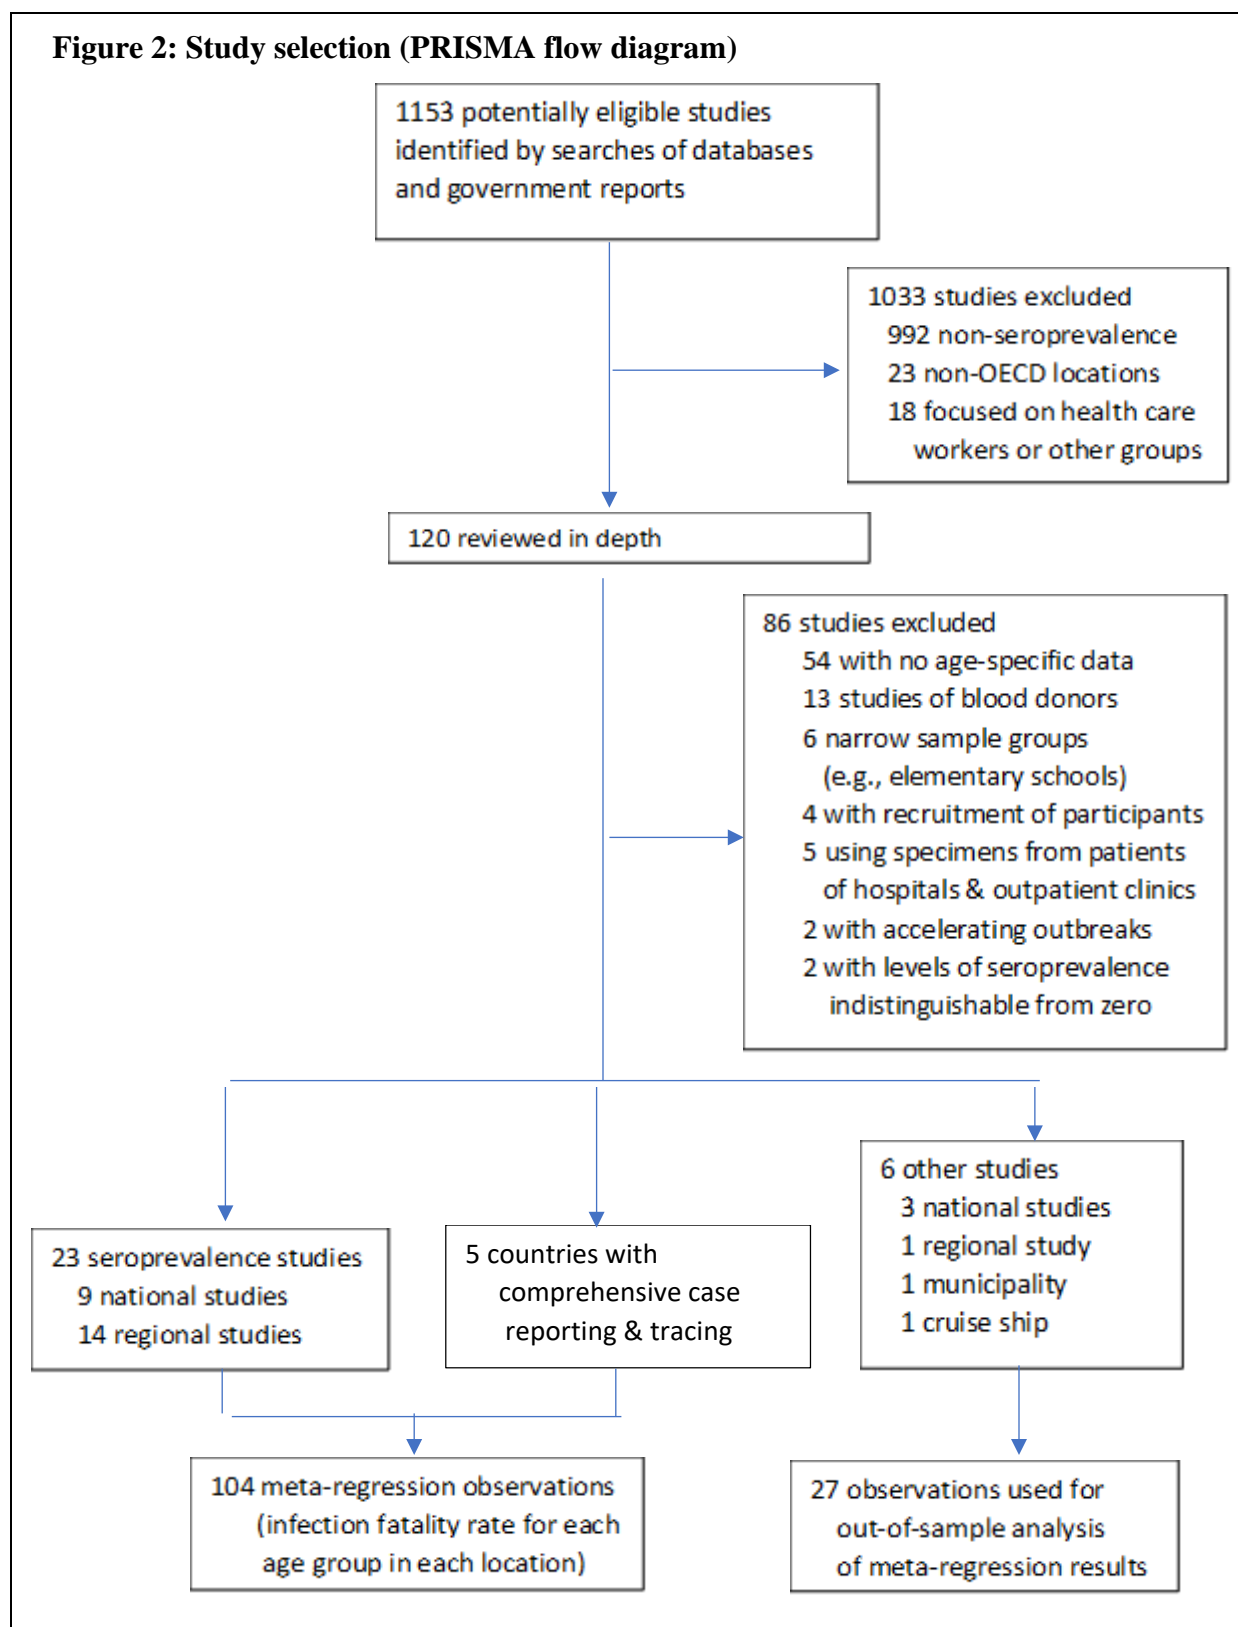 Figure 2: Study selection (PRISMA flow diagram)
1153 potentially eligible studies
identified by searches of databases
and government reports
1033 studies excluded
992 non-seroprevalence
23 non-OECD locations
18 focused on health care
workers or other groups
120 reviewed in depth
86 studies excluded
54 with no age-specific data
13 studies of blood donors
6 narrow sample groups
(e.g., elementary schools)
4 with recruitment of participants
5 using specimens from patients
of hospitals & outpatient clinics
2 with accelerating outbreaks
2 with levels of seroprevalence
indistinguishable from zero
23 seroprevalence studies
9 national studies
14 regional studies
5 countries with
comprehensive case
reporting & tracing
6 other studies
3 national studies
1 regional study
1 municipality
1 cruise ship
104 meta-regression observations
(infection fatality rate for each
age group in each location)
27 observations used for
out-of-sample analysis
of meta-regression results